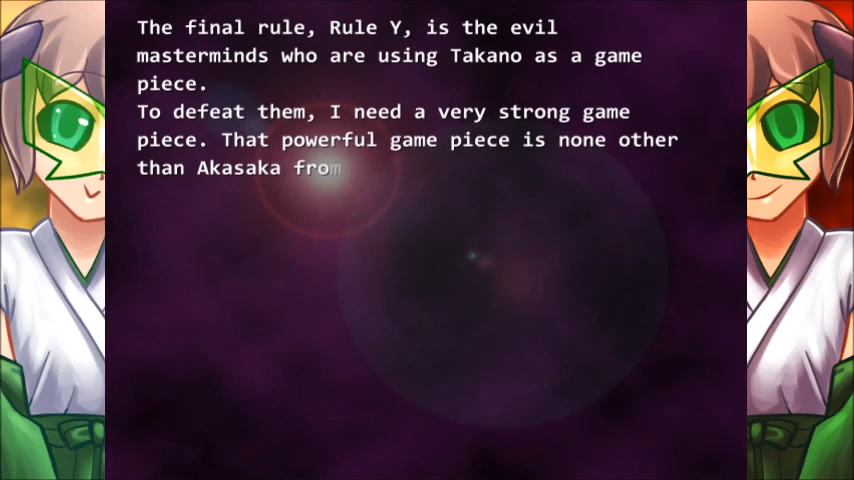 The final rule, Rule Y, is the evil
masterminds who are using Takano as a game
piece.
To defeat them, I need a very strong game
piece. That powerful game piece is none other
than Akasaka from